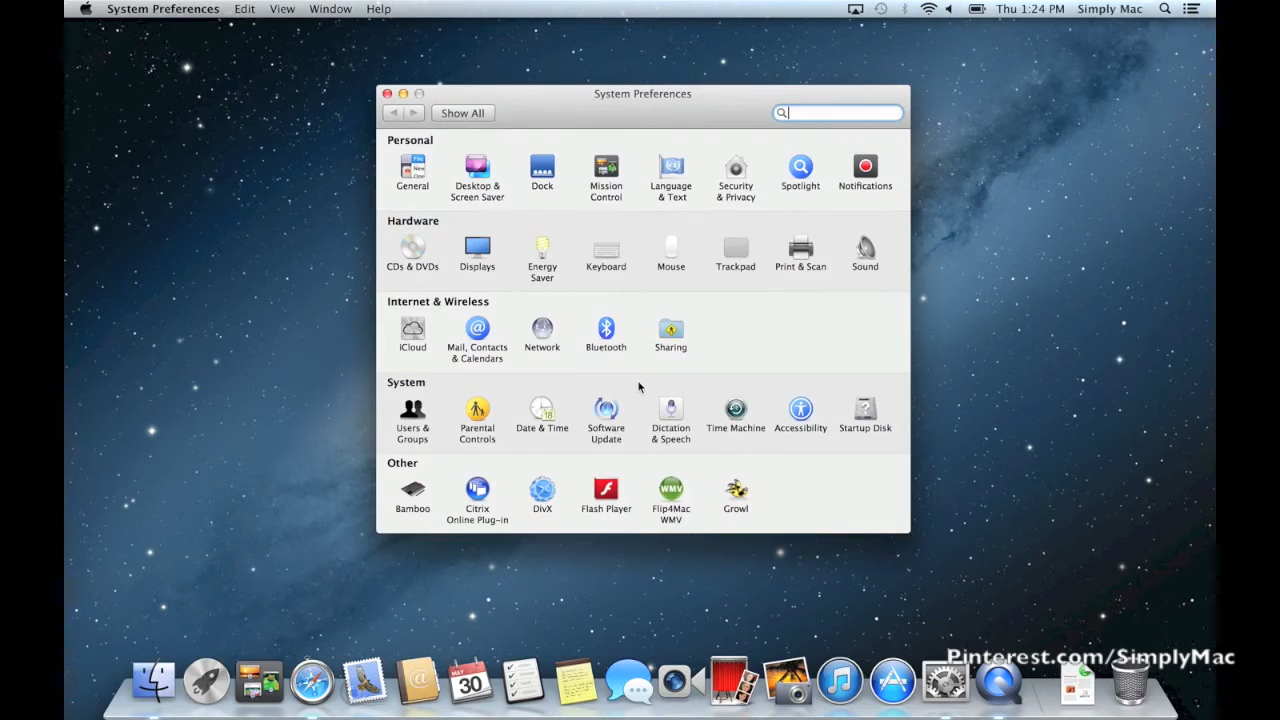 System Preferences Edit View Window Help Thu 1:24 PM Simply Mac
System Preferences
Show All
Personal
General
Desktop &
Screen Saver
Dock
Mission
Control
Language
& Text
Security
& Privacy
Spotlight
Notifications
Hardware
CDs & DVDs
Displays
Energy
Saver
Keyboard
Mouse
Trackpad
Print & Scan
Sound
Internet & Wireless
iCloud
Mail, Contacts
& Calendars
Network
Bluetooth
Sharing
System
Users &
Groups
Parental
Controls
Date & Time
Software
Update
Dictation
& Speech
Time Machine
Accessibility
Startup Disk
Other
Bamboo
Citrix
Online Plug-in
DivX
Flash Player
WMV
Flip4Mac
WMV
Growl
Pinterest.com/SimplyMac
MAY
30